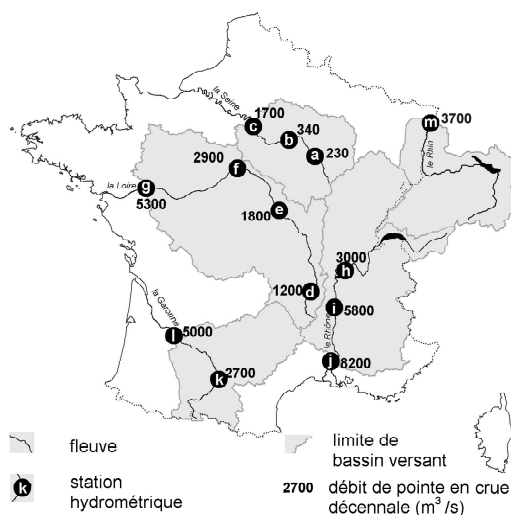 la Seine
1700
c
340
b
a
230
m
3700
le Rhin
2900
f
la Loire
g
5300
e
1800
3000
h
1200
d
i
5800
la Garonne
l
5000
le Rhône
j
8200
k
2700
fleuve
limite de
bassin versant
k
station
hydrométrique
2700
débit de pointe en crue
décennale (m³/s)